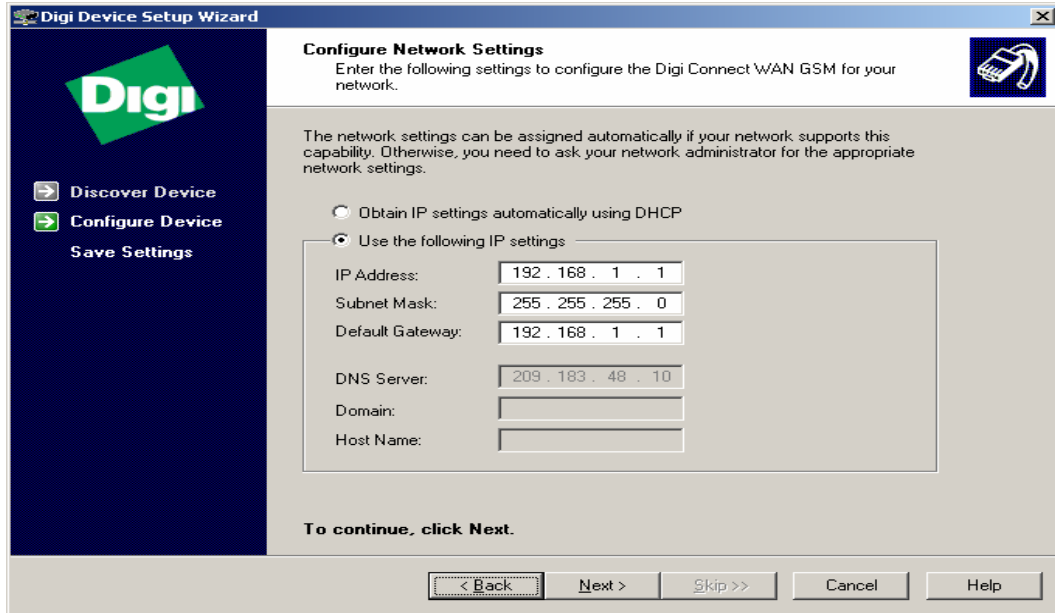 Digi Device Setup Wizard
Digi
Discover Device
Configure Device
Save Settings
Configure Network Settings
Enter the following settings to configure the Digi Connect WAN GSM for your
network.
The network settings can be assigned automatically if your network supports this
capability. Otherwise, you need to ask your network administrator for the appropriate
network settings.
Obtain IP settings automatically using DHCP
Use the following IP settings
IP Address: 192 . 168 . 1 . 1
Subnet Mask: 255 . 255 . 255 . 0
Default Gateway: 192 . 168 . 1 . 1
DNS Server: 209 . 183 . 48 . 10
Domain:
Host Name:
To continue, click Next.
< Back Next > Skip >> Cancel Help